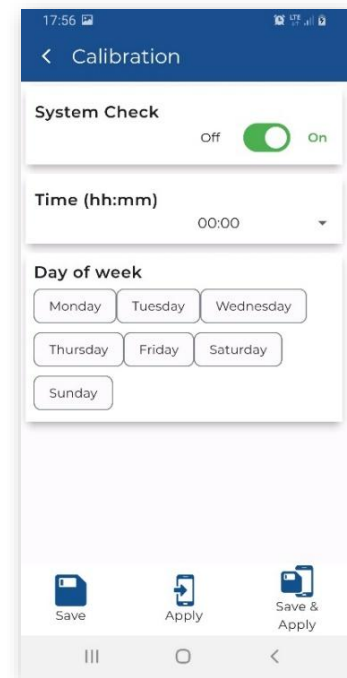 17:56
Calibration
System Check
Off On
Time (hh:mm)
00:00
Day of week
Monday Tuesday Wednesday
Thursday Friday Saturday
Sunday
Save Apply Save &
Apply